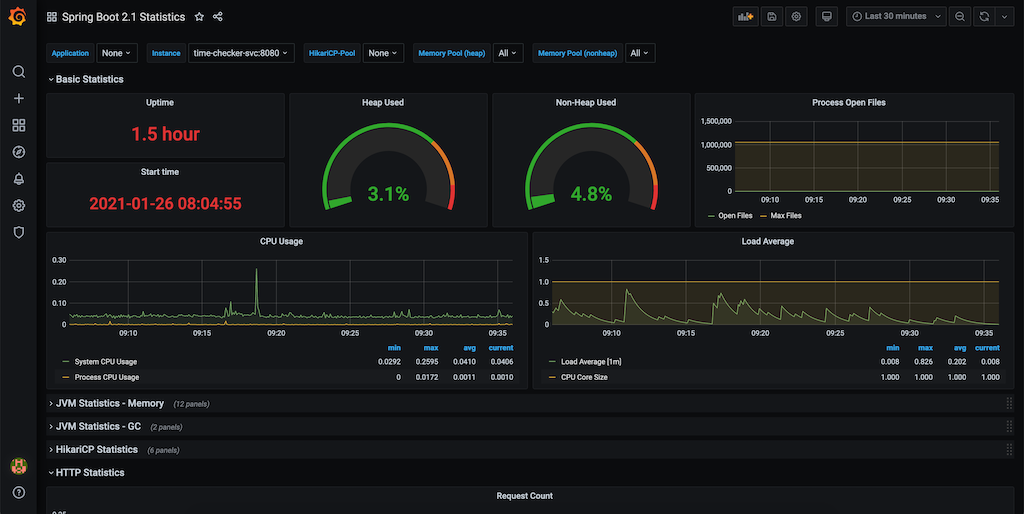 Spring Boot 2.1 Statistics
Last 30 minutes
Application None Instance time-checker-svc:8080 HikariCP-Pool None Memory Pool (heap) All Memory Pool (nonheap) All
Basic Statistics
Uptime
1.5 hour
Start time
2021-01-26 08:04:55
Heap Used
3.1%
Non-Heap Used
4.8%
Process Open Files
1,500,000
1,000,000
500,000
0
09:10 09:15 09:20 09:25 09:30 09:35
Open Files Max Files
CPU Usage
0.30
0.20
0.10
0
09:10 09:15 09:20 09:25 09:30 09:35
min max avg current
System CPU Usage 0.0292 0.2595 0.0410 0.0406
Process CPU Usage 0 0.0172 0.0011 0.0010
Load Average
1.5
1.0
0.5
0
09:10 09:15 09:20 09:25 09:30 09:35
min max avg current
Load Average [1m] 0.008 0.826 0.202 0.008
CPU Core Size 1.000 1.000 1.000 1.000
JVM Statistics - Memory (12 panels)
JVM Statistics - GC (2 panels)
HikariCP Statistics (6 panels)
HTTP Statistics
Request Count